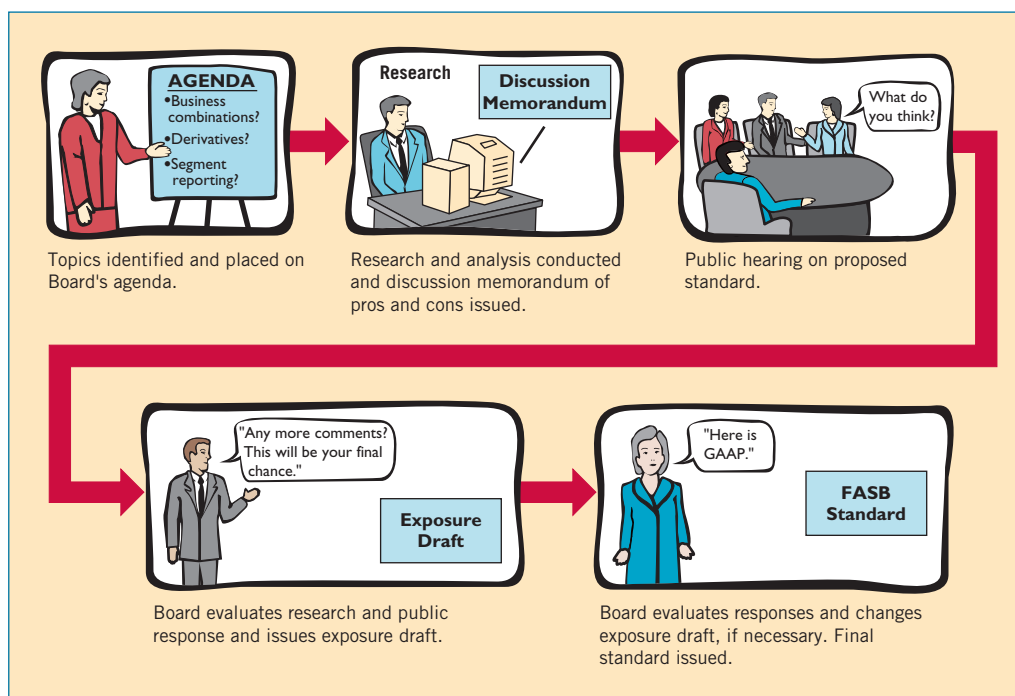 AGENDA
•Business
combinations?
•Derivatives?
•Segment
reporting?
Topics identified and placed on
Board's agenda.
Research
Discussion
Memorandum
Research and analysis conducted
and discussion memorandum of
pros and cons issued.
What do
you think?
Public hearing on proposed
standard.
"Any more comments?
This will be your final
chance."
Exposure
Draft
Board evaluates research and public
response and issues exposure draft.
"Here is
GAAP."
FASB
Standard
Board evaluates responses and changes
exposure draft, if necessary. Final
standard issued.